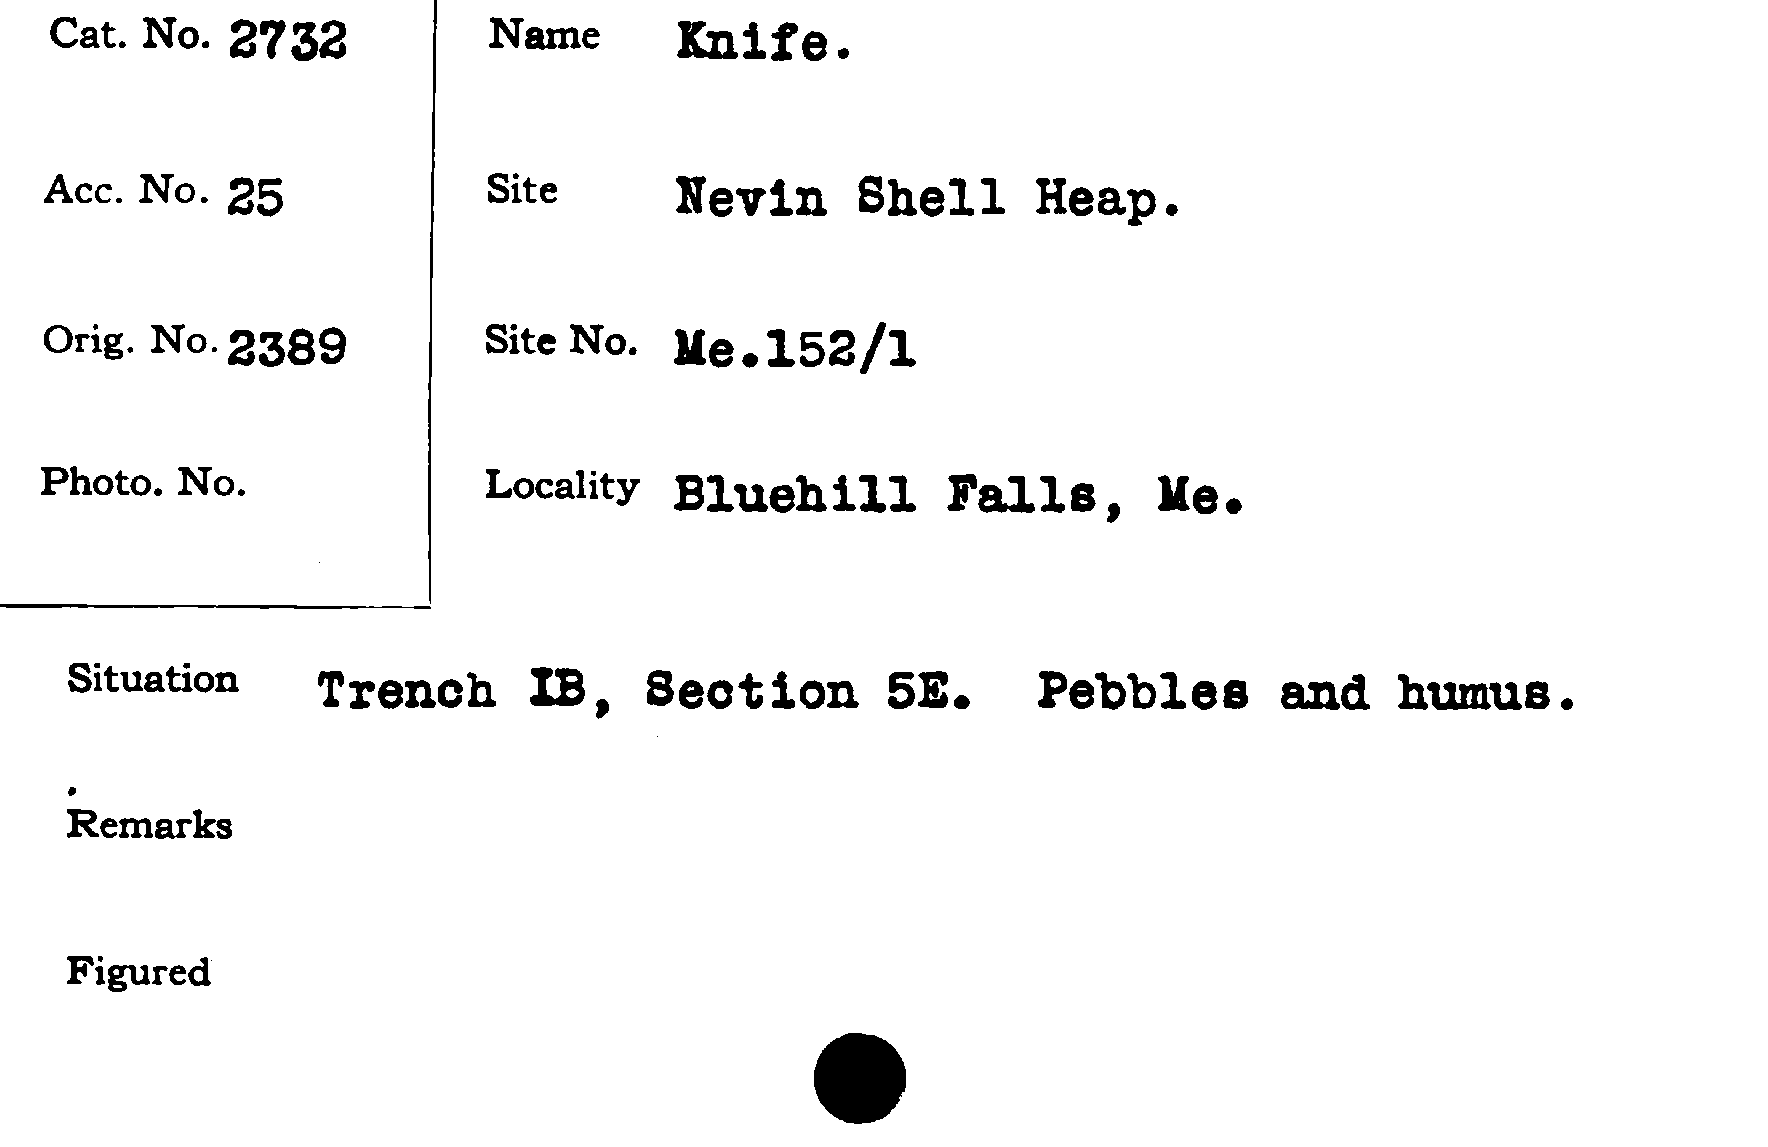 Cat. No. 2732
Acc. No. 25
Orig. No. 2389
Photo. No.
Name Knife.
Site Nevin Shell Heap.
Site No. Me.152/1
Locality Bluehill Falls, Me.
Situation Trench IB, Section 5E. Pebbles and humus.
Remarks
Figured